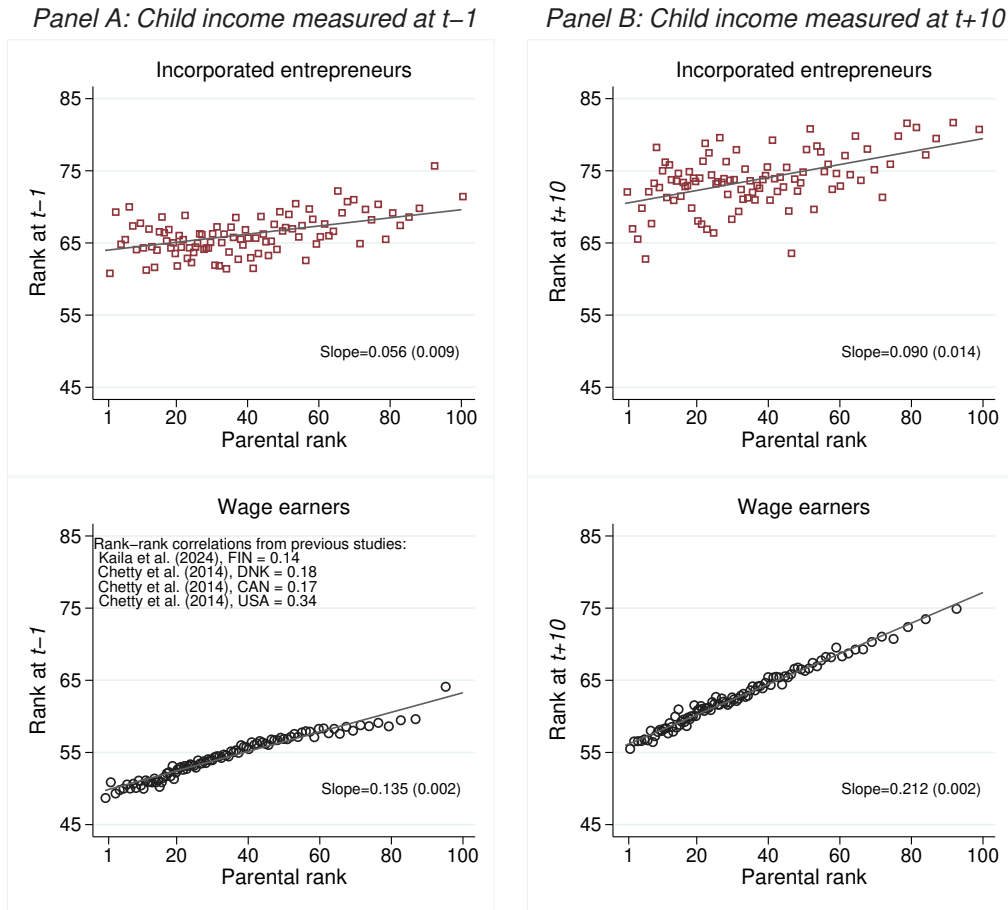 Panel A: Child income measured at t−1
Panel B: Child income measured at t+10
Incorporated entrepreneurs
85
75
65
55
45
Rank at t−1
Slope=0.056 (0.009)
1 20 40 60 80 100
Parental rank
Incorporated entrepreneurs
85
75
65
55
45
Rank at t+10
Slope=0.090 (0.014)
1 20 40 60 80 100
Parental rank
Wage earners
85
75
65
55
45
Rank at t−1
Rank−rank correlations from previous studies:
Kaila et al. (2024), FIN = 0.14
Chetty et al. (2014), DNK = 0.18
Chetty et al. (2014), CAN = 0.17
Chetty et al. (2014), USA = 0.34
Slope=0.135 (0.002)
1 20 40 60 80 100
Parental rank
Wage earners
85
75
65
55
45
Rank at t+10
Slope=0.212 (0.002)
1 20 40 60 80 100
Parental rank